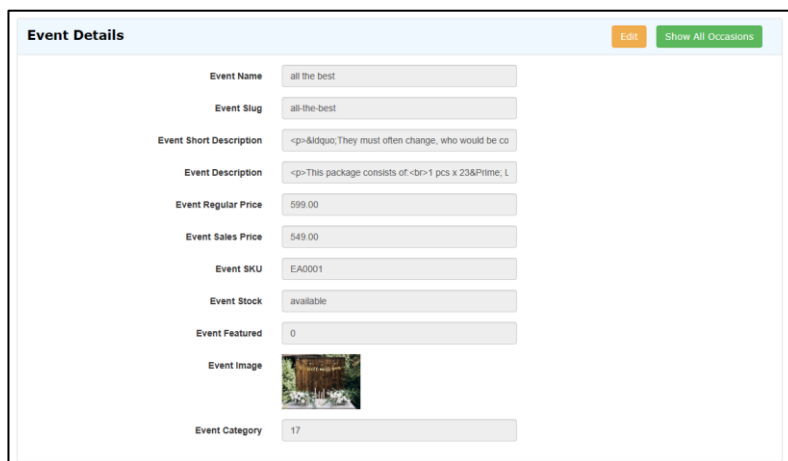 Event Details
Edit
Show All Occasions
Event Name all the best
Event Slug all-the-best
Event Short Description <p>&ldquo;They must often change, who would be co
Event Description <p>This package consists of:<br>1 pcs x 23&Prime; L
Event Regular Price 599.00
Event Sales Price 549.00
Event SKU EA0001
Event Stock available
Event Featured 0
Event Image
Event Category 17